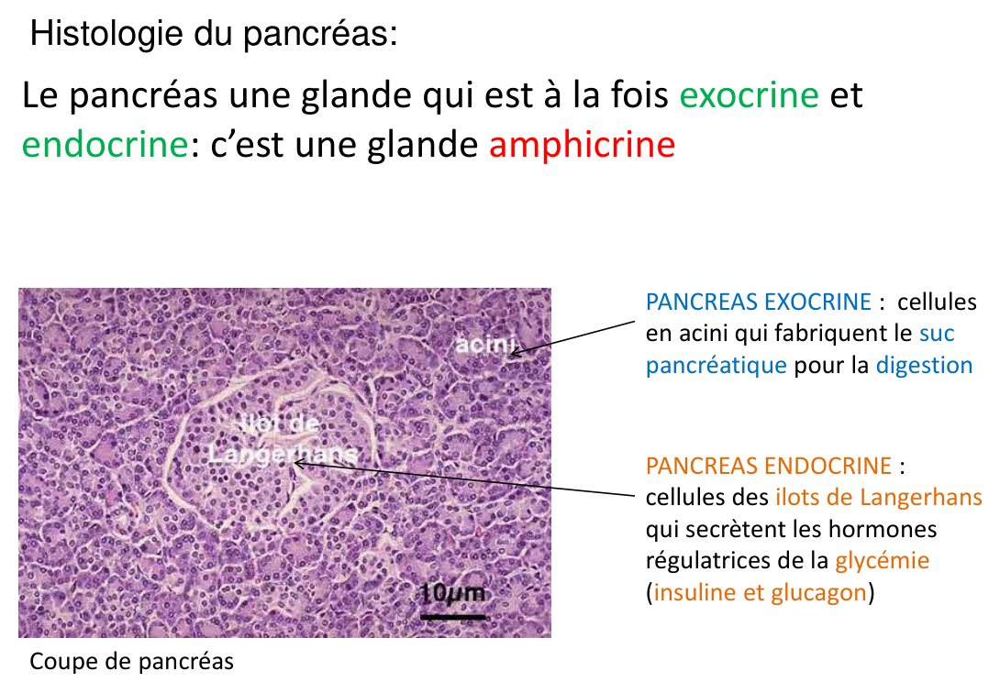 Histologie du pancréas:
Le pancréas une glande qui est à la fois exocrine et
endocrine: c’est une glande amphicrine
acini
Ilot de
Langerhans
10µm
Coupe de pancréas
PANCREAS EXOCRINE : cellules
en acini qui fabriquent le suc
pancréatique pour la digestion
PANCREAS ENDOCRINE :
cellules des ilots de Langerhans
qui secrètent les hormones
régulatrices de la glycémie
(insuline et glucagon)